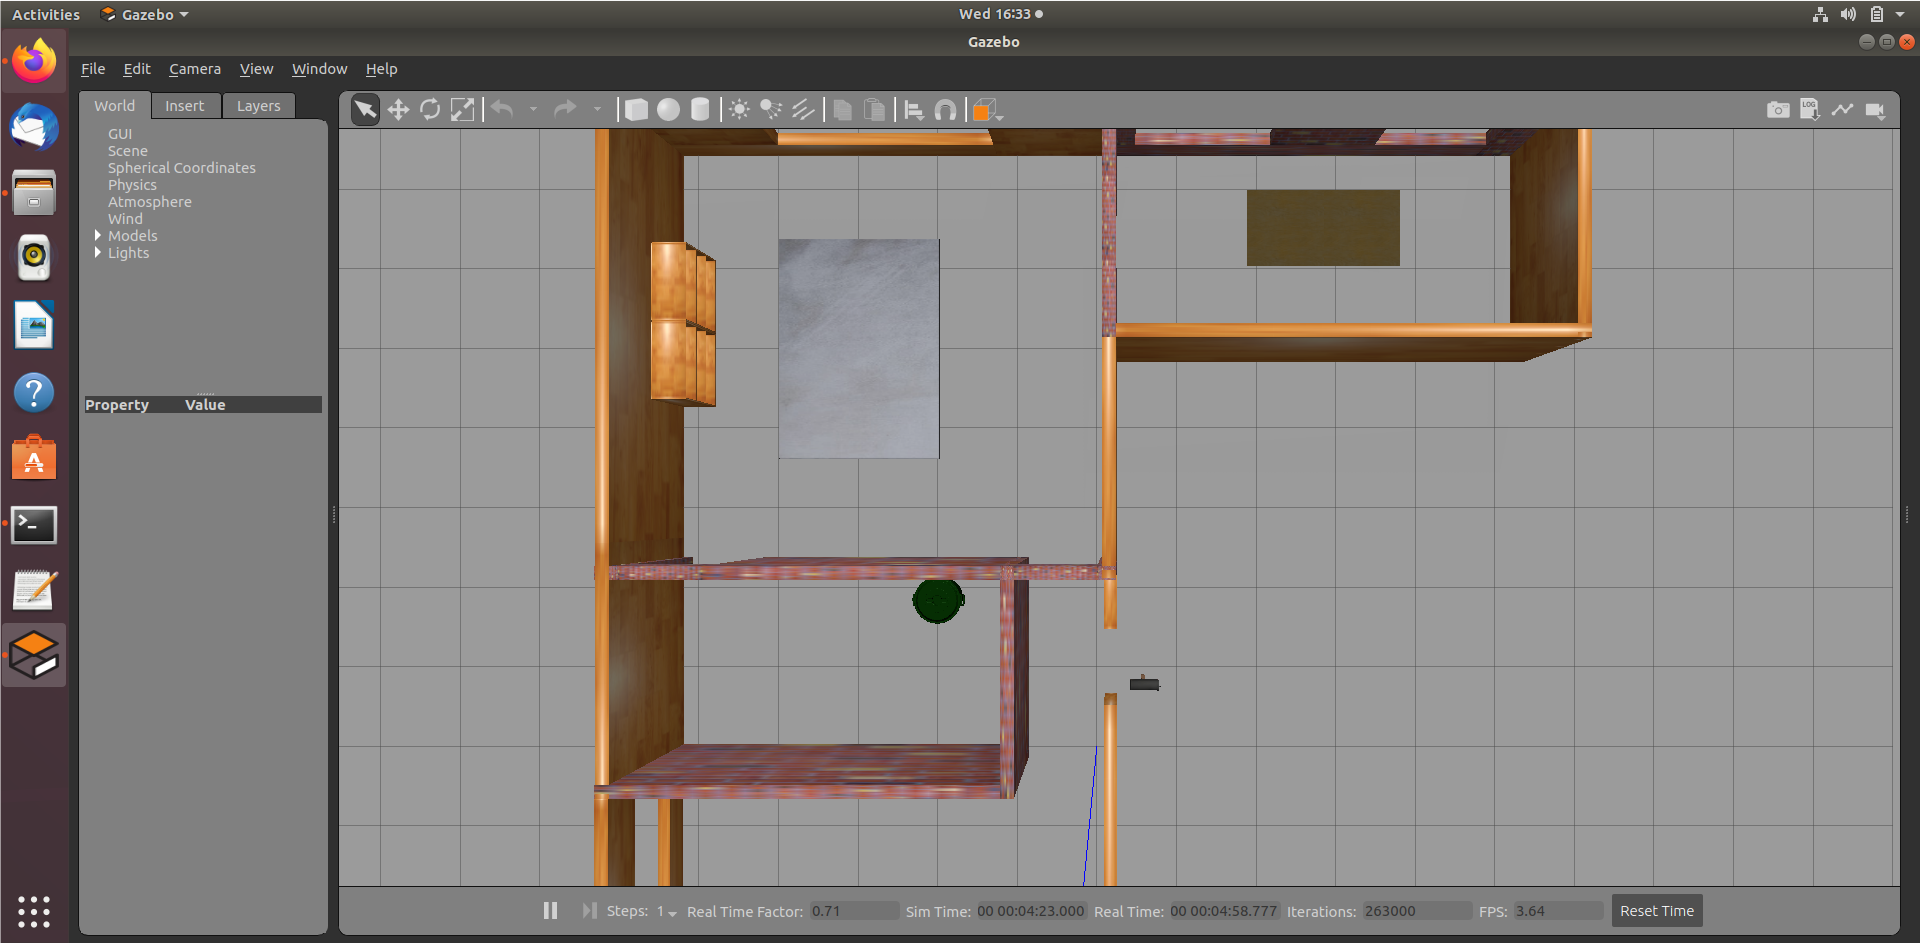 Activities Gazebo Wed 16:33
Gazebo
File Edit Camera View Window Help
World Insert Layers
LOG
GUI
Scene
Spherical Coordinates
Physics
Atmosphere
Wind
Models
Lights
Property Value
Steps: 1 Real Time Factor: 0.71 Sim Time: 00 00:04:23.000 Real Time: 00 00:04:58.777 Iterations: 263000 FPS: 3.64 Reset Time